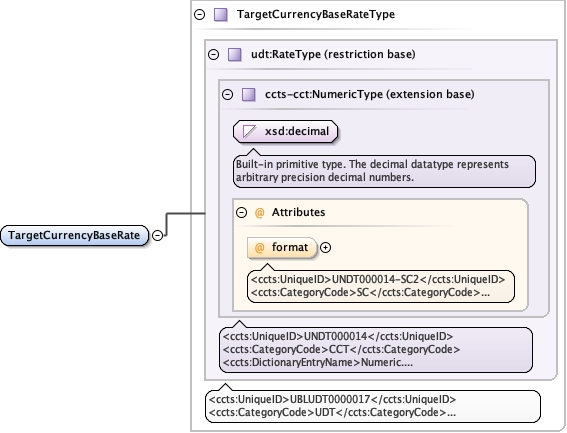 TargetCurrencyBaseRateType
udt:RateType (restriction base)
ccts-cct:NumericType (extension base)
xsd:decimal
Built-in primitive type. The decimal datatype represents
arbitrary precision decimal numbers.
@ Attributes
TargetCurrencyBaseRate
@ format
<ccts:UniqueID>UNDT000014-SC2</ccts:UniqueID>
<ccts:CategoryCode>SC</ccts:CategoryCode>...
<ccts:UniqueID>UNDT000014</ccts:UniqueID>
<ccts:CategoryCode>CCT</ccts:CategoryCode>
<ccts:DictionaryEntryName>Numeric....
<ccts:UniqueID>UBLUDT0000017</ccts:UniqueID>
<ccts:CategoryCode>UDT</ccts:CategoryCode>...